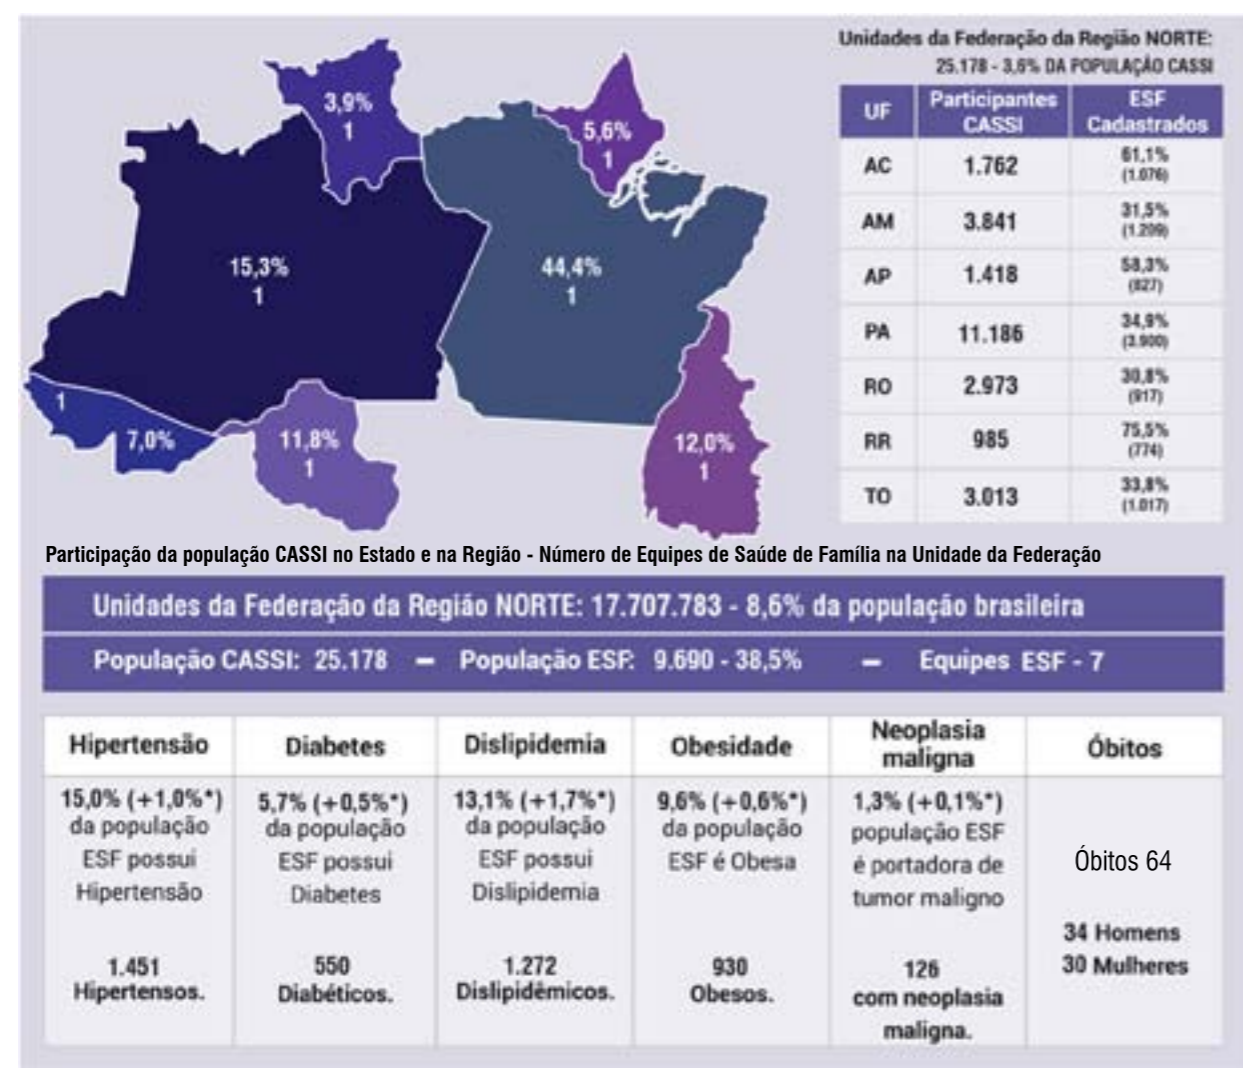 Unidades da Federação da Região NORTE:
25.178 - 3,6% DA POPULAÇÃO CASSI
UF Participantes CASSI ESF Cadastrados
AC 1.762 61,1% (1.076)
AM 3.841 31,5% (1.209)
AP 1.418 58,3% (827)
PA 11.186 34,9% (3.900)
RO 2.973 30,8% (917)
RR 985 75,5% (774)
TO 3.013 33,8% (1.017)
3,9%
1
5,6%
1
15,3%
1
44,4%
1
1
7,0%
11,8%
1
12,0%
1
Participação da população CASSI no Estado e na Região - Número de Equipes de Saúde de Família na Unidade da Federação
Unidades da Federação da Região NORTE: 17.707.783 - 8,6% da população brasileira
População CASSI: 25.178 – População ESF: 9.690 - 38,5% – Equipes ESF - 7
Hipertensão
15,0% (+1,0%*)
da população
ESF possui
Hipertensão
1.451
Hipertensos.
Diabetes
5,7% (+0,5%*)
da população
ESF possui
Diabetes
550
Diabéticos.
Dislipidemia
13,1% (+1,7%*)
da população
ESF possui
Dislipidemia
1.272
Dislipidêmicos.
Obesidade
9,6% (+0,6%*)
da população
ESF é Obesa
930
Obesos.
Neoplasia
maligna
1,3% (+0,1%*)
população ESF
é portadora de
tumor maligno
126
com neoplasia
maligna.
Óbitos
Óbitos 64
34 Homens
30 Mulheres